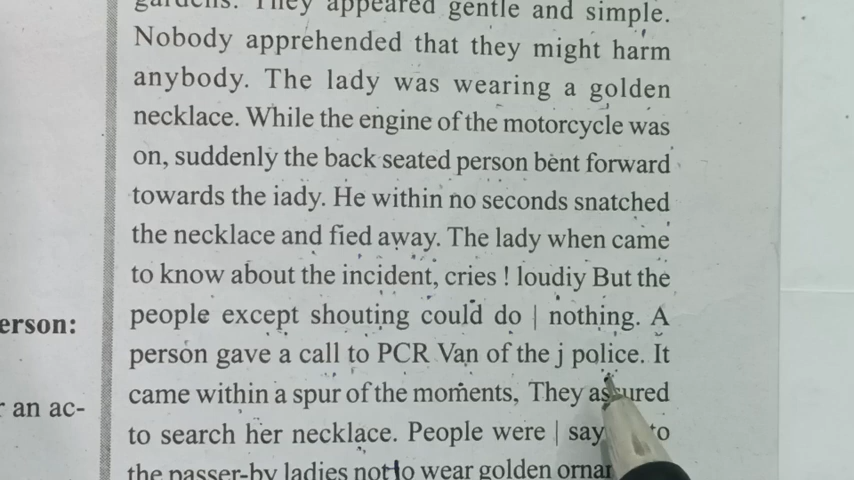 gardens. They appeared gentle and simple.
Nobody apprehended that they might harm
anybody. The lady was wearing a golden
necklace. While the engine of the motorcycle was
on, suddenly the back seated person bent forward
towards the iady. He within no seconds snatched
the necklace and fied away. The lady when came
to know about the incident, cries ! loudiy But the
people except shouting could do | nothing. A
person gave a call to PCR Van of the j police. It
came within a spur of the moments, They assured
to search her necklace. People were | say to
the passer-by ladies not to wear golden
erson:
r an ac-